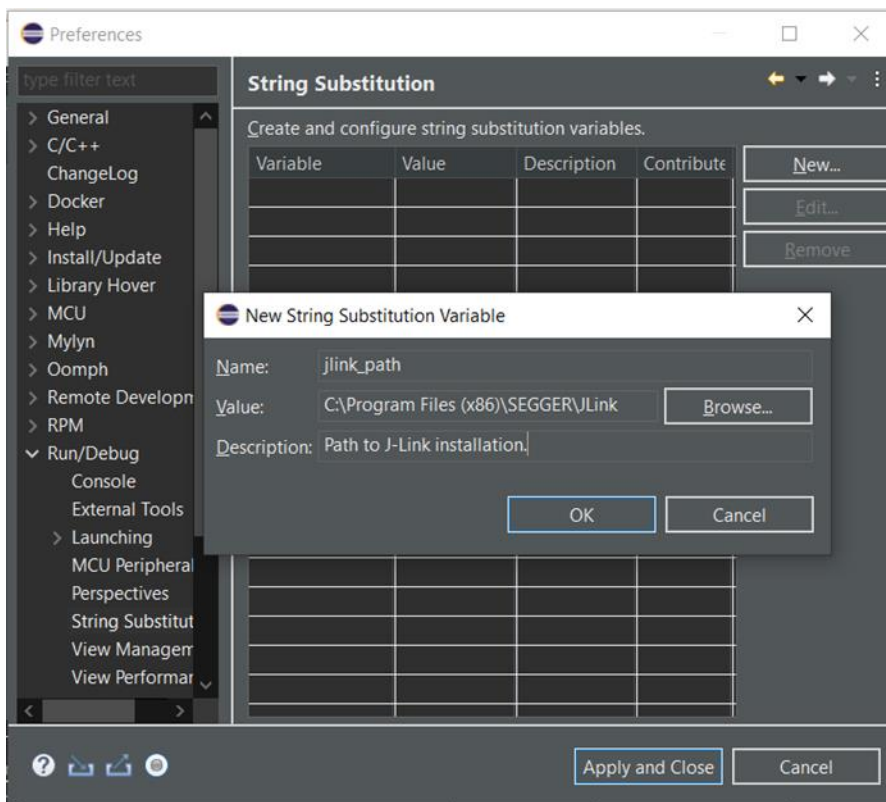 Preferences
type filter text
General
C/C++
ChangeLog
Docker
Help
Install/Update
Library Hover
MCU
Mylyn
Oomph
Remote Developm
RPM
Run/Debug
Console
External Tools
Launching
MCU Peripheral
Perspectives
String Substitut
View Managem
View Performan
String Substitution
Create and configure string substitution variables.
Variable Value Description Contribute
New...
Edit...
Remove
New String Substitution Variable
Name: jlink_path
Value: C:\Program Files (x86)\SEGGER\JLink Browse...
Description: Path to J-Link installation.
OK Cancel
Apply and Close Cancel